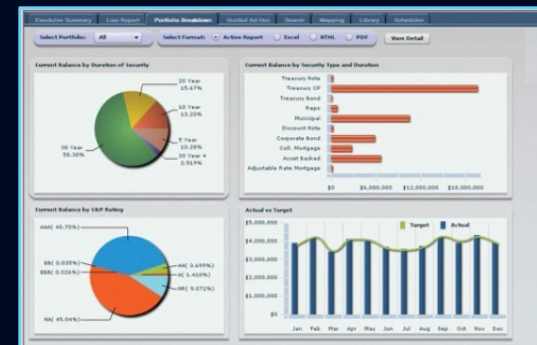 Executive Summary Loss Report Portfolio Breakdown Guided Ad Hoc Search Mapping Library Schedules
Select Portfolio: All Select Format: Active Report Excel HTML PDF View Detail
Current Balance by Duration of Security
20 Year
15.67%
10 Year
13.20%
5 Year
10.28%
30 Year +
2.519%
30 Year
58.30%
Current Balance by Security Type and Duration
Treasury Note
Treasury CP
Treasury Bond
Repo
Municipal
Discount Note
Corporate Bond
Coll. Mortgage
Asset Backed
Adjustable Rate Mortgage
$0 $6,000,000 $12,000,000 $18,000,000
Current Balance by S&P Rating
AAA( 40.70%)
BB( 0.035%)
BBB( 0.026%)
AA( 3.699%)
A( 1.410%)
BB( 9.072%)
NA( 45.04%)
Actual vs Target
Target Actual
$5,000,000
$4,000,000
$3,000,000
$2,000,000
$1,000,000
$0
Jan Feb Mar Apr May Jun Jul Aug Sep Oct Nov Dec